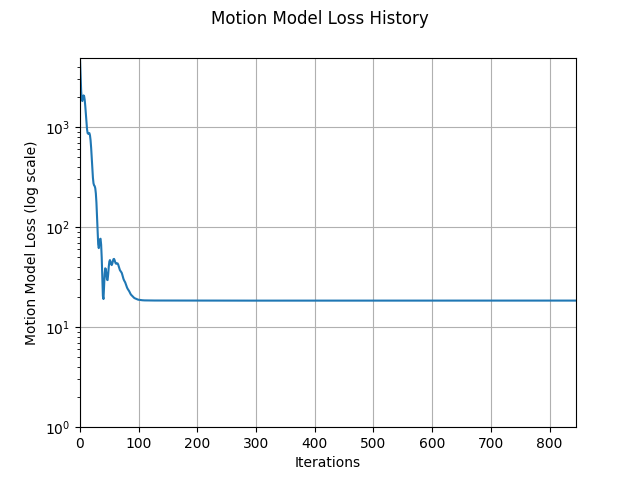 Motion Model Loss History
Motion Model Loss (log scale)
10³
10²
10¹
10⁰
0 100 200 300 400 500 600 700 800
Iterations